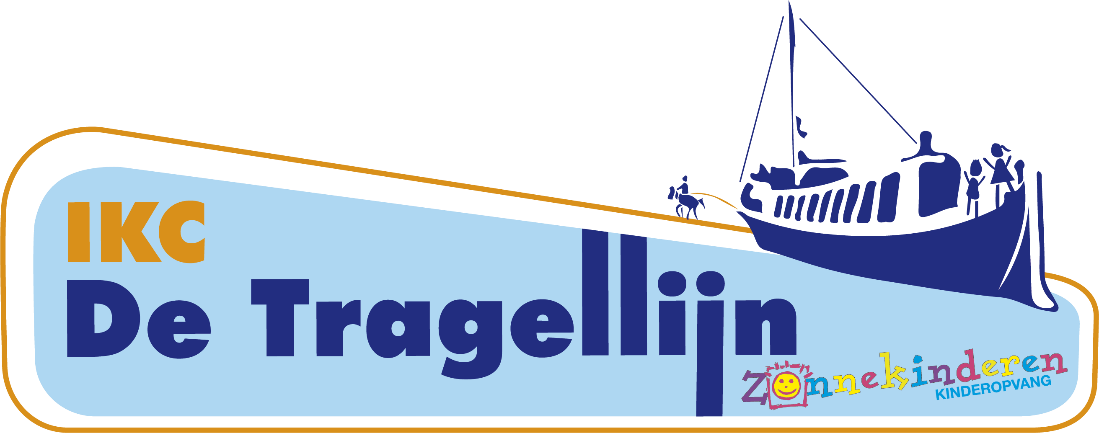 IKC
De Tragellijn
Zonnekinderen
KINDEROPVANG